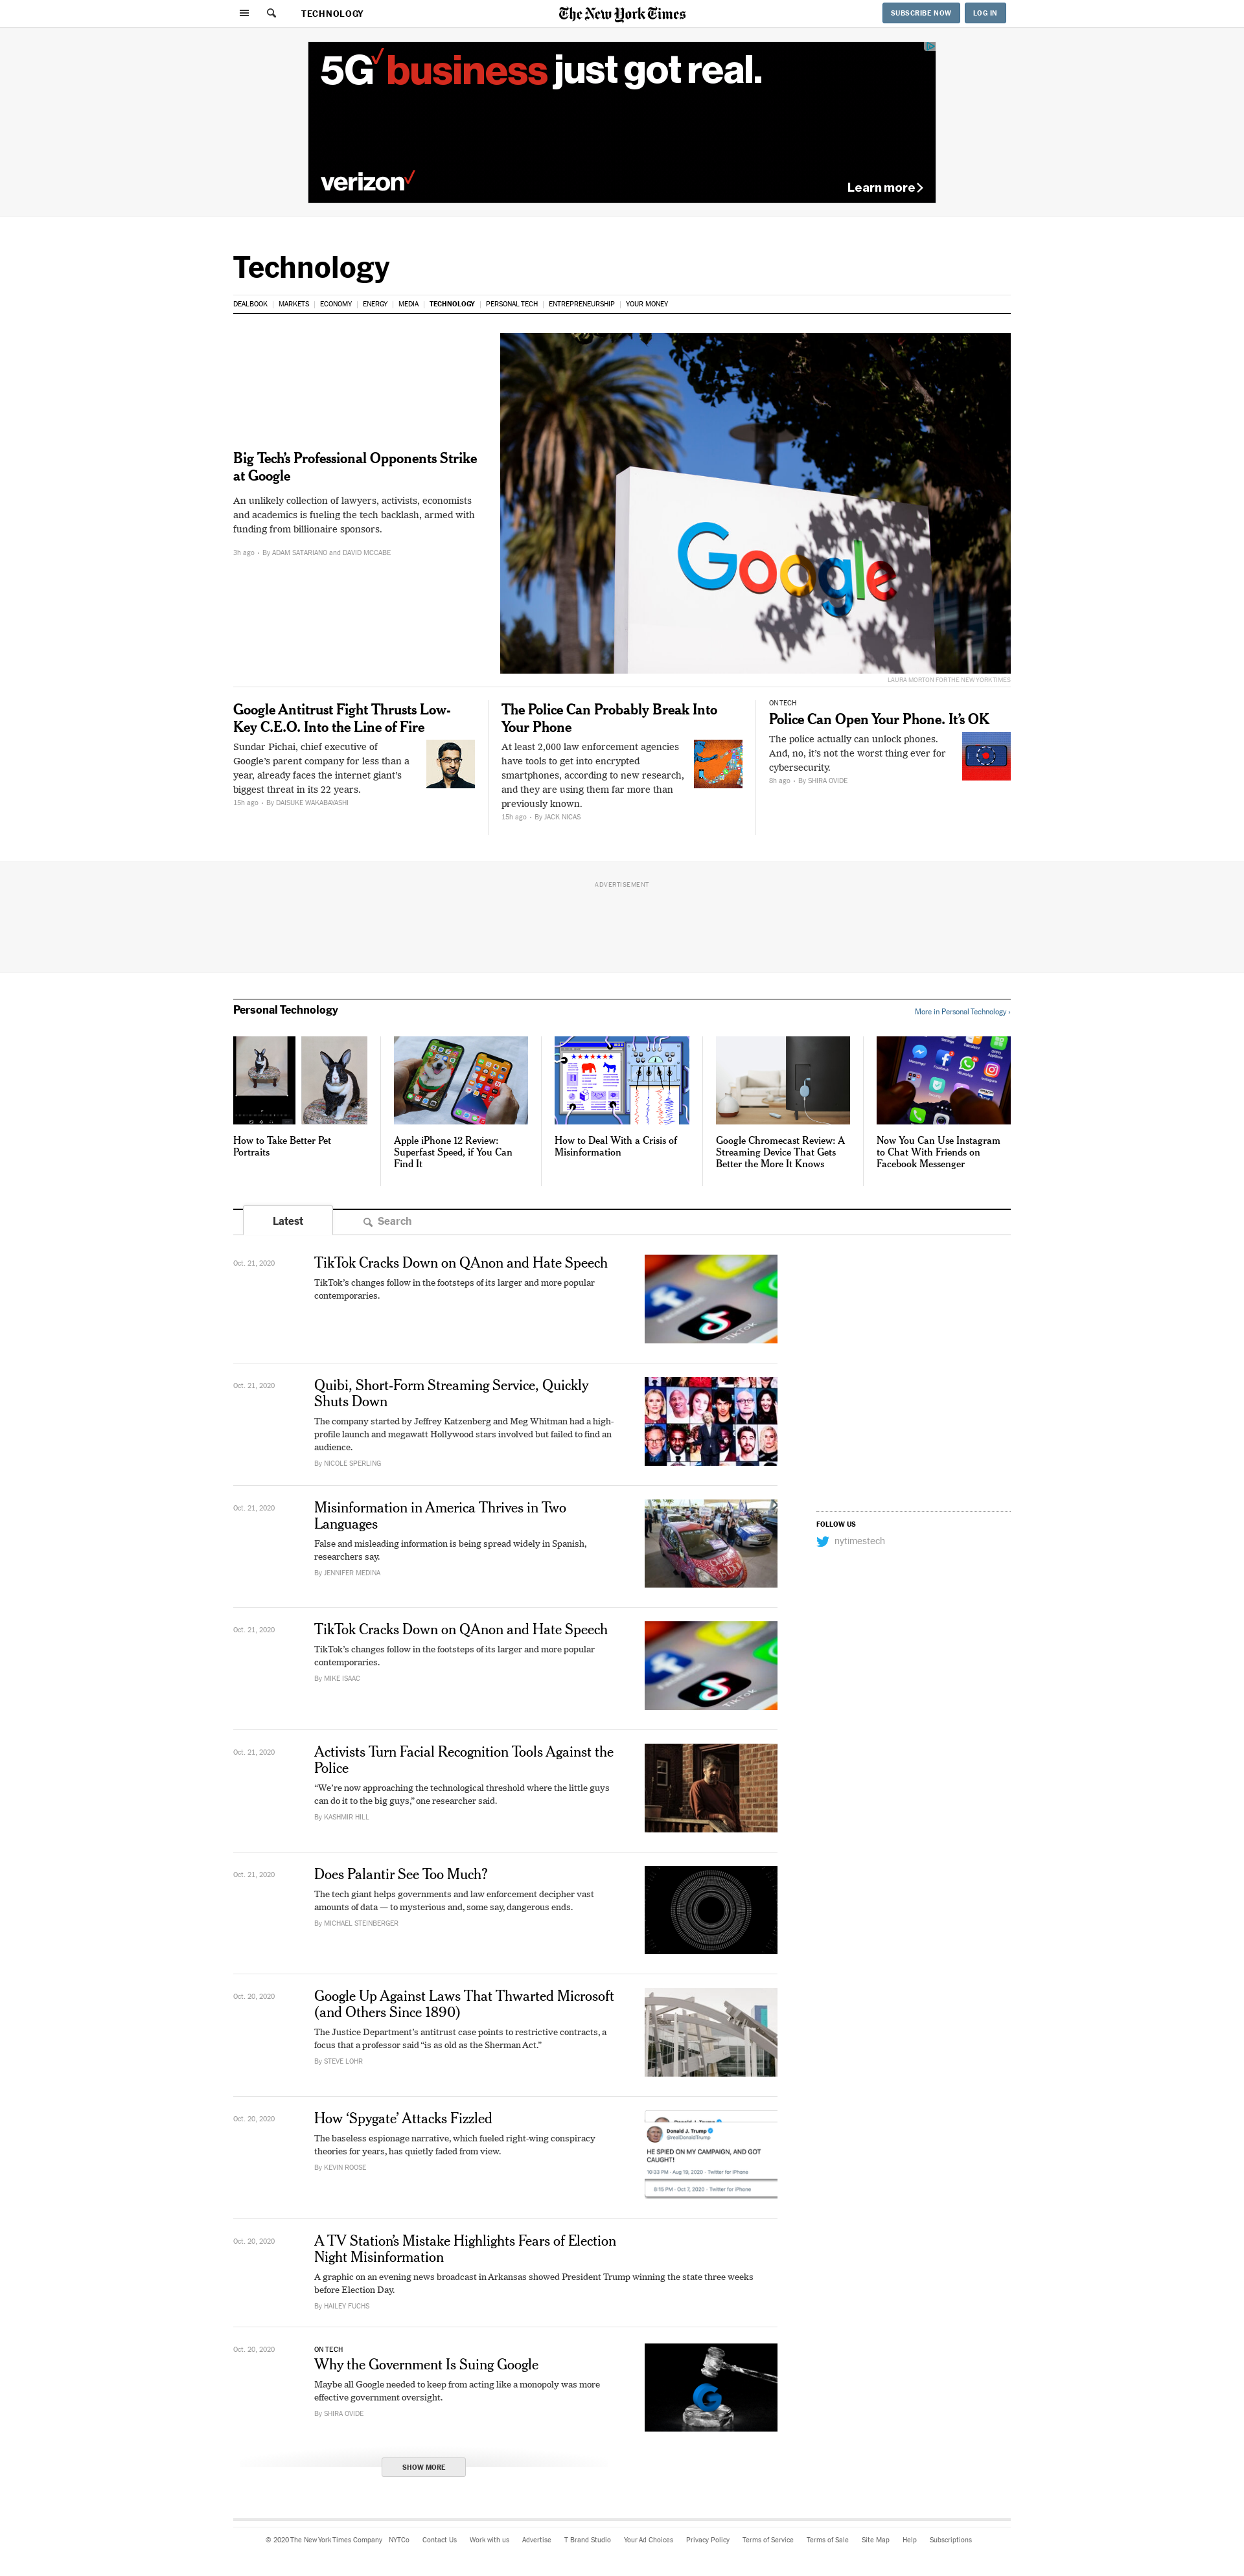 TECHNOLOGY
The New York Times
SUBSCRIBE NOW
LOG IN
5G business just got real.
verizon
Learn more
Technology
DEALBOOK
MARKETS
ECONOMY
ENERGY
MEDIA
TECHNOLOGY
PERSONAL TECH
ENTREPRENEURSHIP
YOUR MONEY
Big Tech’s Professional Opponents Strike
at Google
An unlikely collection of lawyers, activists, economists
and academics is fueling the tech backlash, armed with
funding from billionaire sponsors.
3h ago · By ADAM SATARIANO and DAVID MCCABE
Google
LAURA MORTON FOR THE NEW YORK TIMES
Google Antitrust Fight Thrusts Low-
Key C.E.O. Into the Line of Fire
Sundar Pichai, chief executive of
Google’s parent company for less than a
year, already faces the internet giant’s
biggest threat in its 22 years.
15h ago · By DAISUKE WAKABAYASHI
The Police Can Probably Break Into
Your Phone
At least 2,000 law enforcement agencies
have tools to get into encrypted
smartphones, according to new research,
and they are using them far more than
previously known.
15h ago · By JACK NICAS
ON TECH
Police Can Open Your Phone. It’s OK
The police actually can unlock phones.
And, no, it’s not the worst thing ever for
cybersecurity.
8h ago · By SHIRA OVIDE
ADVERTISEMENT
Personal Technology
More in Personal Technology ›
How to Take Better Pet
Portraits
Apple iPhone 12 Review:
Superfast Speed, if You Can
Find It
How to Deal With a Crisis of
Misinformation
Google Chromecast Review: A
Streaming Device That Gets
Better the More It Knows
Now You Can Use Instagram
to Chat With Friends on
Facebook Messenger
Latest
Search
Oct. 21, 2020
TikTok Cracks Down on QAnon and Hate Speech
TikTok’s changes follow in the footsteps of its larger and more popular
contemporaries.
TikTok
Oct. 21, 2020
Quibi, Short-Form Streaming Service, Quickly
Shuts Down
The company started by Jeffrey Katzenberg and Meg Whitman had a high-
profile launch and megawatt Hollywood stars involved but failed to find an
audience.
By NICOLE SPERLING
Oct. 21, 2020
Misinformation in America Thrives in Two
Languages
False and misleading information is being spread widely in Spanish,
researchers say.
By JENNIFER MEDINA
FOLLOW US
nytimestech
Oct. 21, 2020
TikTok Cracks Down on QAnon and Hate Speech
TikTok’s changes follow in the footsteps of its larger and more popular
contemporaries.
By MIKE ISAAC
TikTok
Oct. 21, 2020
Activists Turn Facial Recognition Tools Against the
Police
“We’re now approaching the technological threshold where the little guys
can do it to the big guys,” one researcher said.
By KASHMIR HILL
Oct. 21, 2020
Does Palantir See Too Much?
The tech giant helps governments and law enforcement decipher vast
amounts of data — to mysterious and, some say, dangerous ends.
By MICHAEL STEINBERGER
Oct. 20, 2020
Google Up Against Laws That Thwarted Microsoft
(and Others Since 1890)
The Justice Department’s antitrust case points to restrictive contracts, a
focus that a professor said “is as old as the Sherman Act.”
By STEVE LOHR
Oct. 20, 2020
How ‘Spygate’ Attacks Fizzled
The baseless espionage narrative, which fueled right-wing conspiracy
theories for years, has quietly faded from view.
By KEVIN ROOSE
Donald J. Trump
Donald J. Trump
@realDonaldTrump
HE SPIED ON MY CAMPAIGN, AND GOT
CAUGHT!
10:33 PM · Aug 18, 2020 · Twitter for iPhone
9:15 PM · Oct 7, 2020 · Twitter for iPhone
Oct. 20, 2020
A TV Station’s Mistake Highlights Fears of Election
Night Misinformation
A graphic on an evening news broadcast in Arkansas showed President Trump winning the state three weeks
before Election Day.
By HAILEY FUCHS
Oct. 20, 2020
ON TECH
Why the Government Is Suing Google
Maybe all Google needed to keep from acting like a monopoly was more
effective government oversight.
By SHIRA OVIDE
SHOW MORE
© 2020 The New York Times Company
NYTCo
Contact Us
Work with us
Advertise
T Brand Studio
Your Ad Choices
Privacy Policy
Terms of Service
Terms of Sale
Site Map
Help
Subscriptions